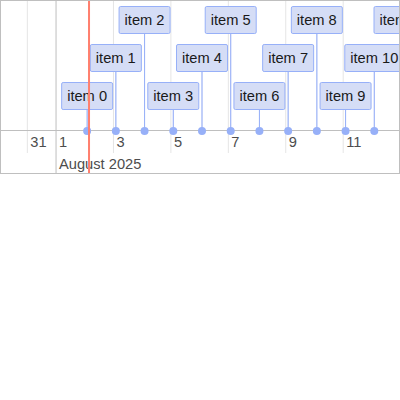 item 2 item 5 item 8 iter
item 1 item 4 item 7 item 10
item 0 item 3 item 6 item 9
31 1 3 5 7 9 11
August 2025